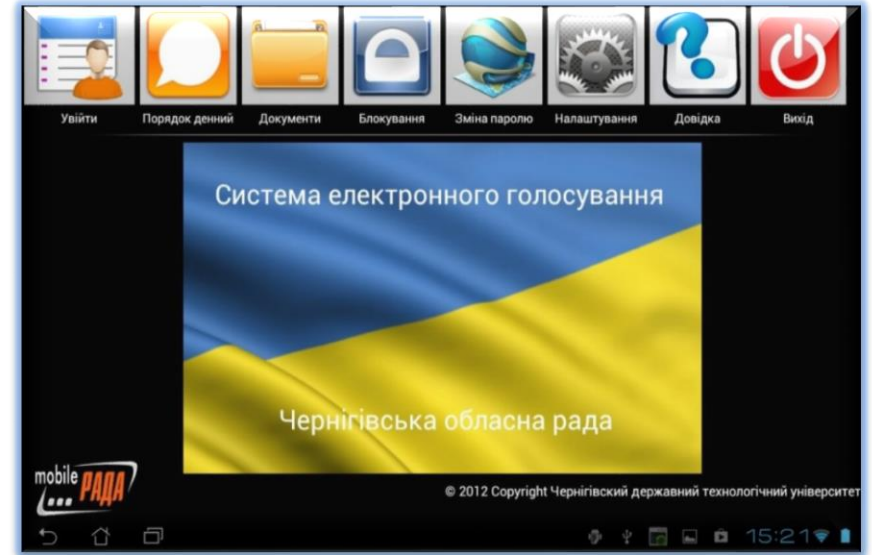 Увійти Порядок денний Документи Блокування Зміна паролю Налаштування Довідка Вихід
Система електронного голосування
Чернігівська обласна рада
mobile
РАДА
© 2012 Copyright Чернігівский державний технологічний університет
15:21